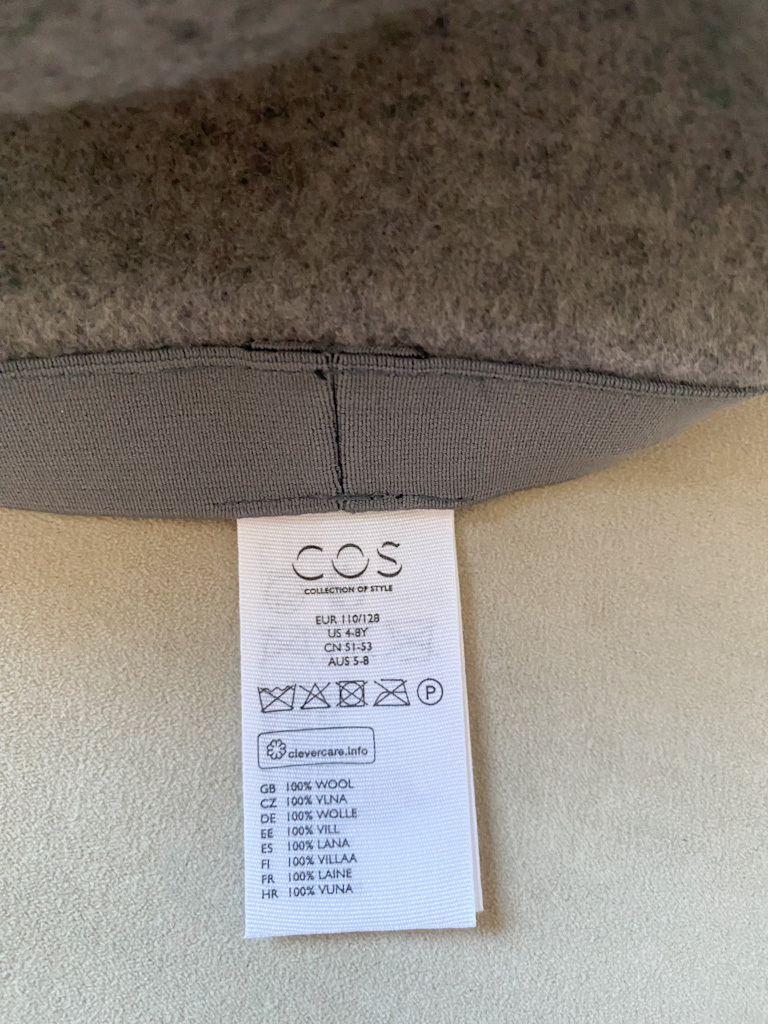 COS
COLLECTION OF STYLE
EUR 110/128
US 4-8Y
CN 51-53
AUS 5-8
P
clevercare.info
GB 100% WOOL
CZ 100% VLNA
DE 100% WOLLE
EE 100% VILL
ES 100% LANA
FI 100% VILLAA
FR 100% LAINE
HR 100% VUNA